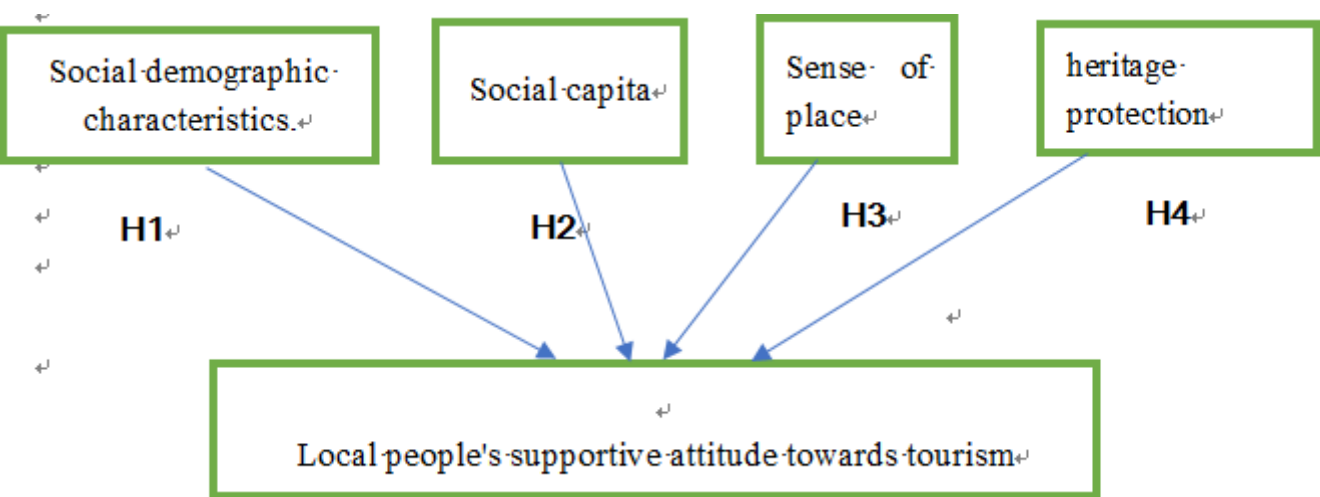 Social demographic
characteristics.
Social capita
Sense of
place
heritage
protection
H1
H2
H3
H4
Local people's supportive attitude towards tourism